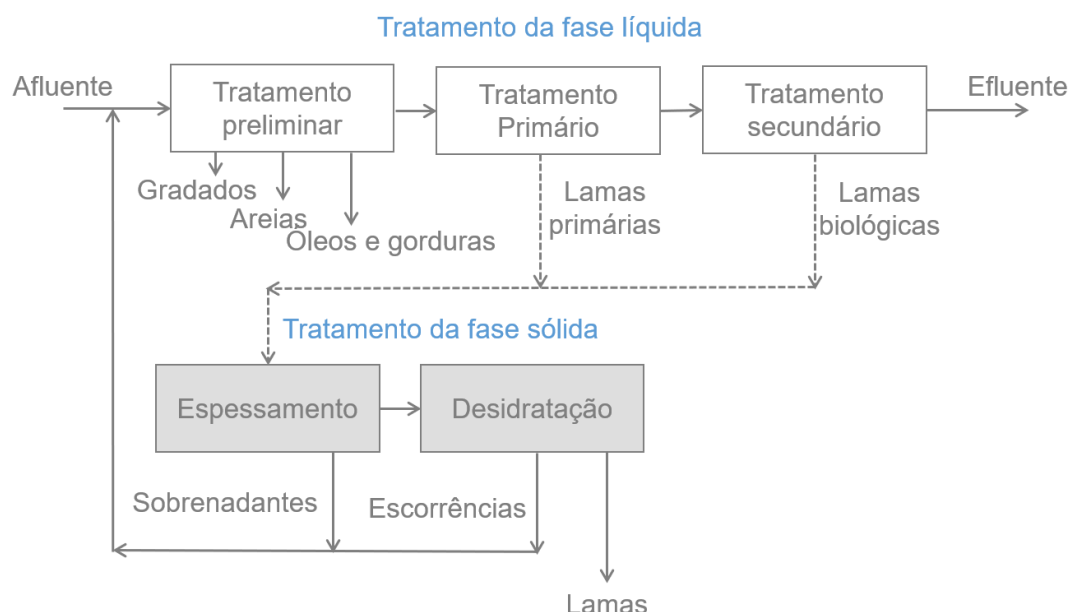 Tratamento da fase líquida
Afluente
Tratamento
preliminar
Tratamento
Primário
Tratamento
secundário
Efluente
Gradados
Areias
Óleos e gorduras
Lamas
primárias
Lamas
biológicas
Tratamento da fase sólida
Espessamento
Desidratação
Sobrenadantes
Escorrências
Lamas